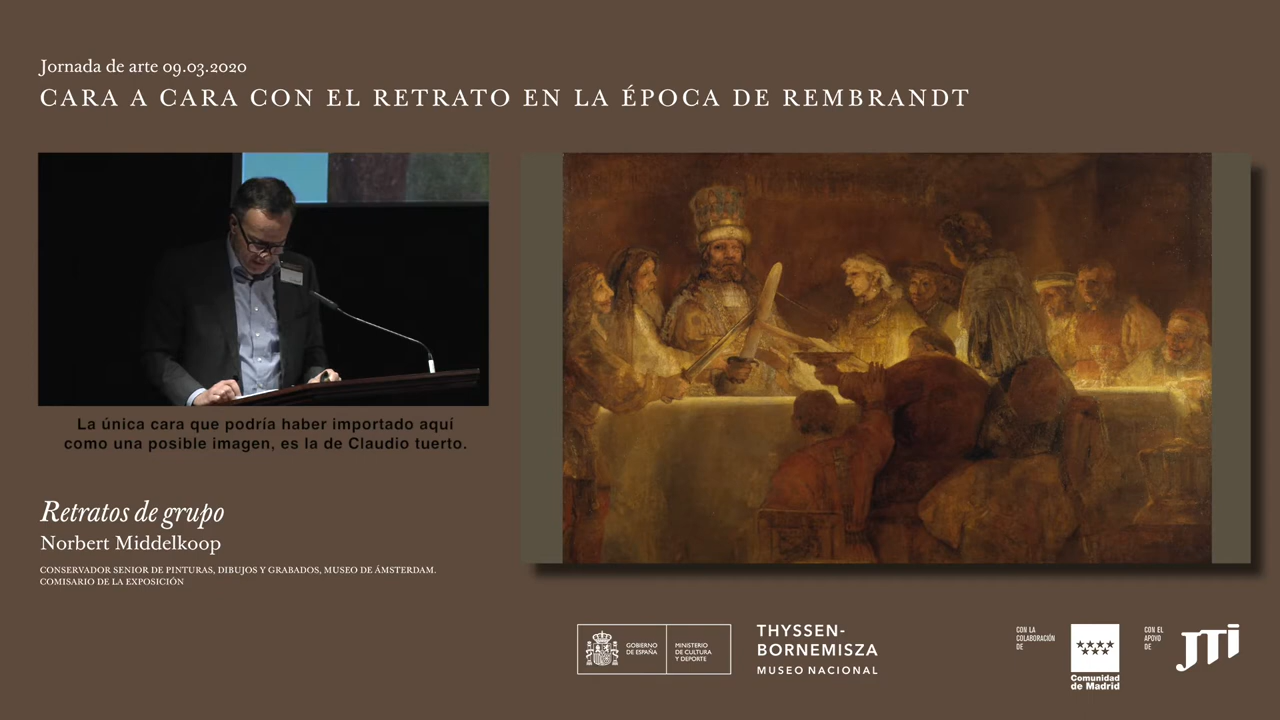 Jornada de arte 09.03.2020
CARA A CARA CON EL RETRATO EN LA ÉPOCA DE REMBRANDT
La única cara que podría haber importado aquí
como una posible imagen, es la de Claudio tuerto.
Retratos de grupo
Norbert Middelkoop
CONSERVADOR SENIOR DE PINTURAS, DIBUJOS Y GRABADOS, MUSEO DE ÁMSTERDAM.
COMISARIO DE LA EXPOSICIÓN
GOBIERNO
DE ESPAÑA
MINISTERIO
DE CULTURA
Y DEPORTE
THYSSEN-
BORNEMISZA
MUSEO NACIONAL
CON LA
COLABORACIÓN
DE
Comunidad
de Madrid
CON EL
APOYO
DE
JTi